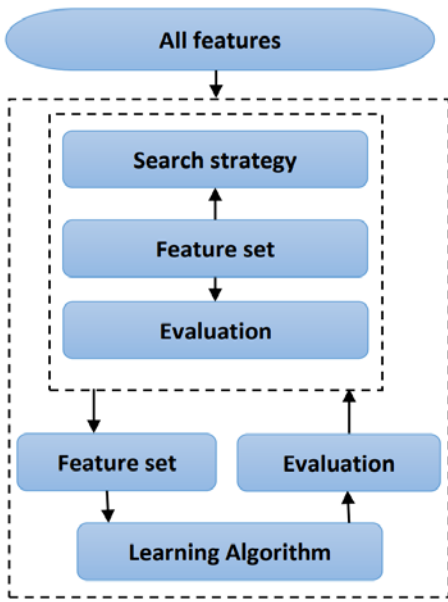 All features
Search strategy
Feature set
Evaluation
Feature set
Evaluation
Learning Algorithm